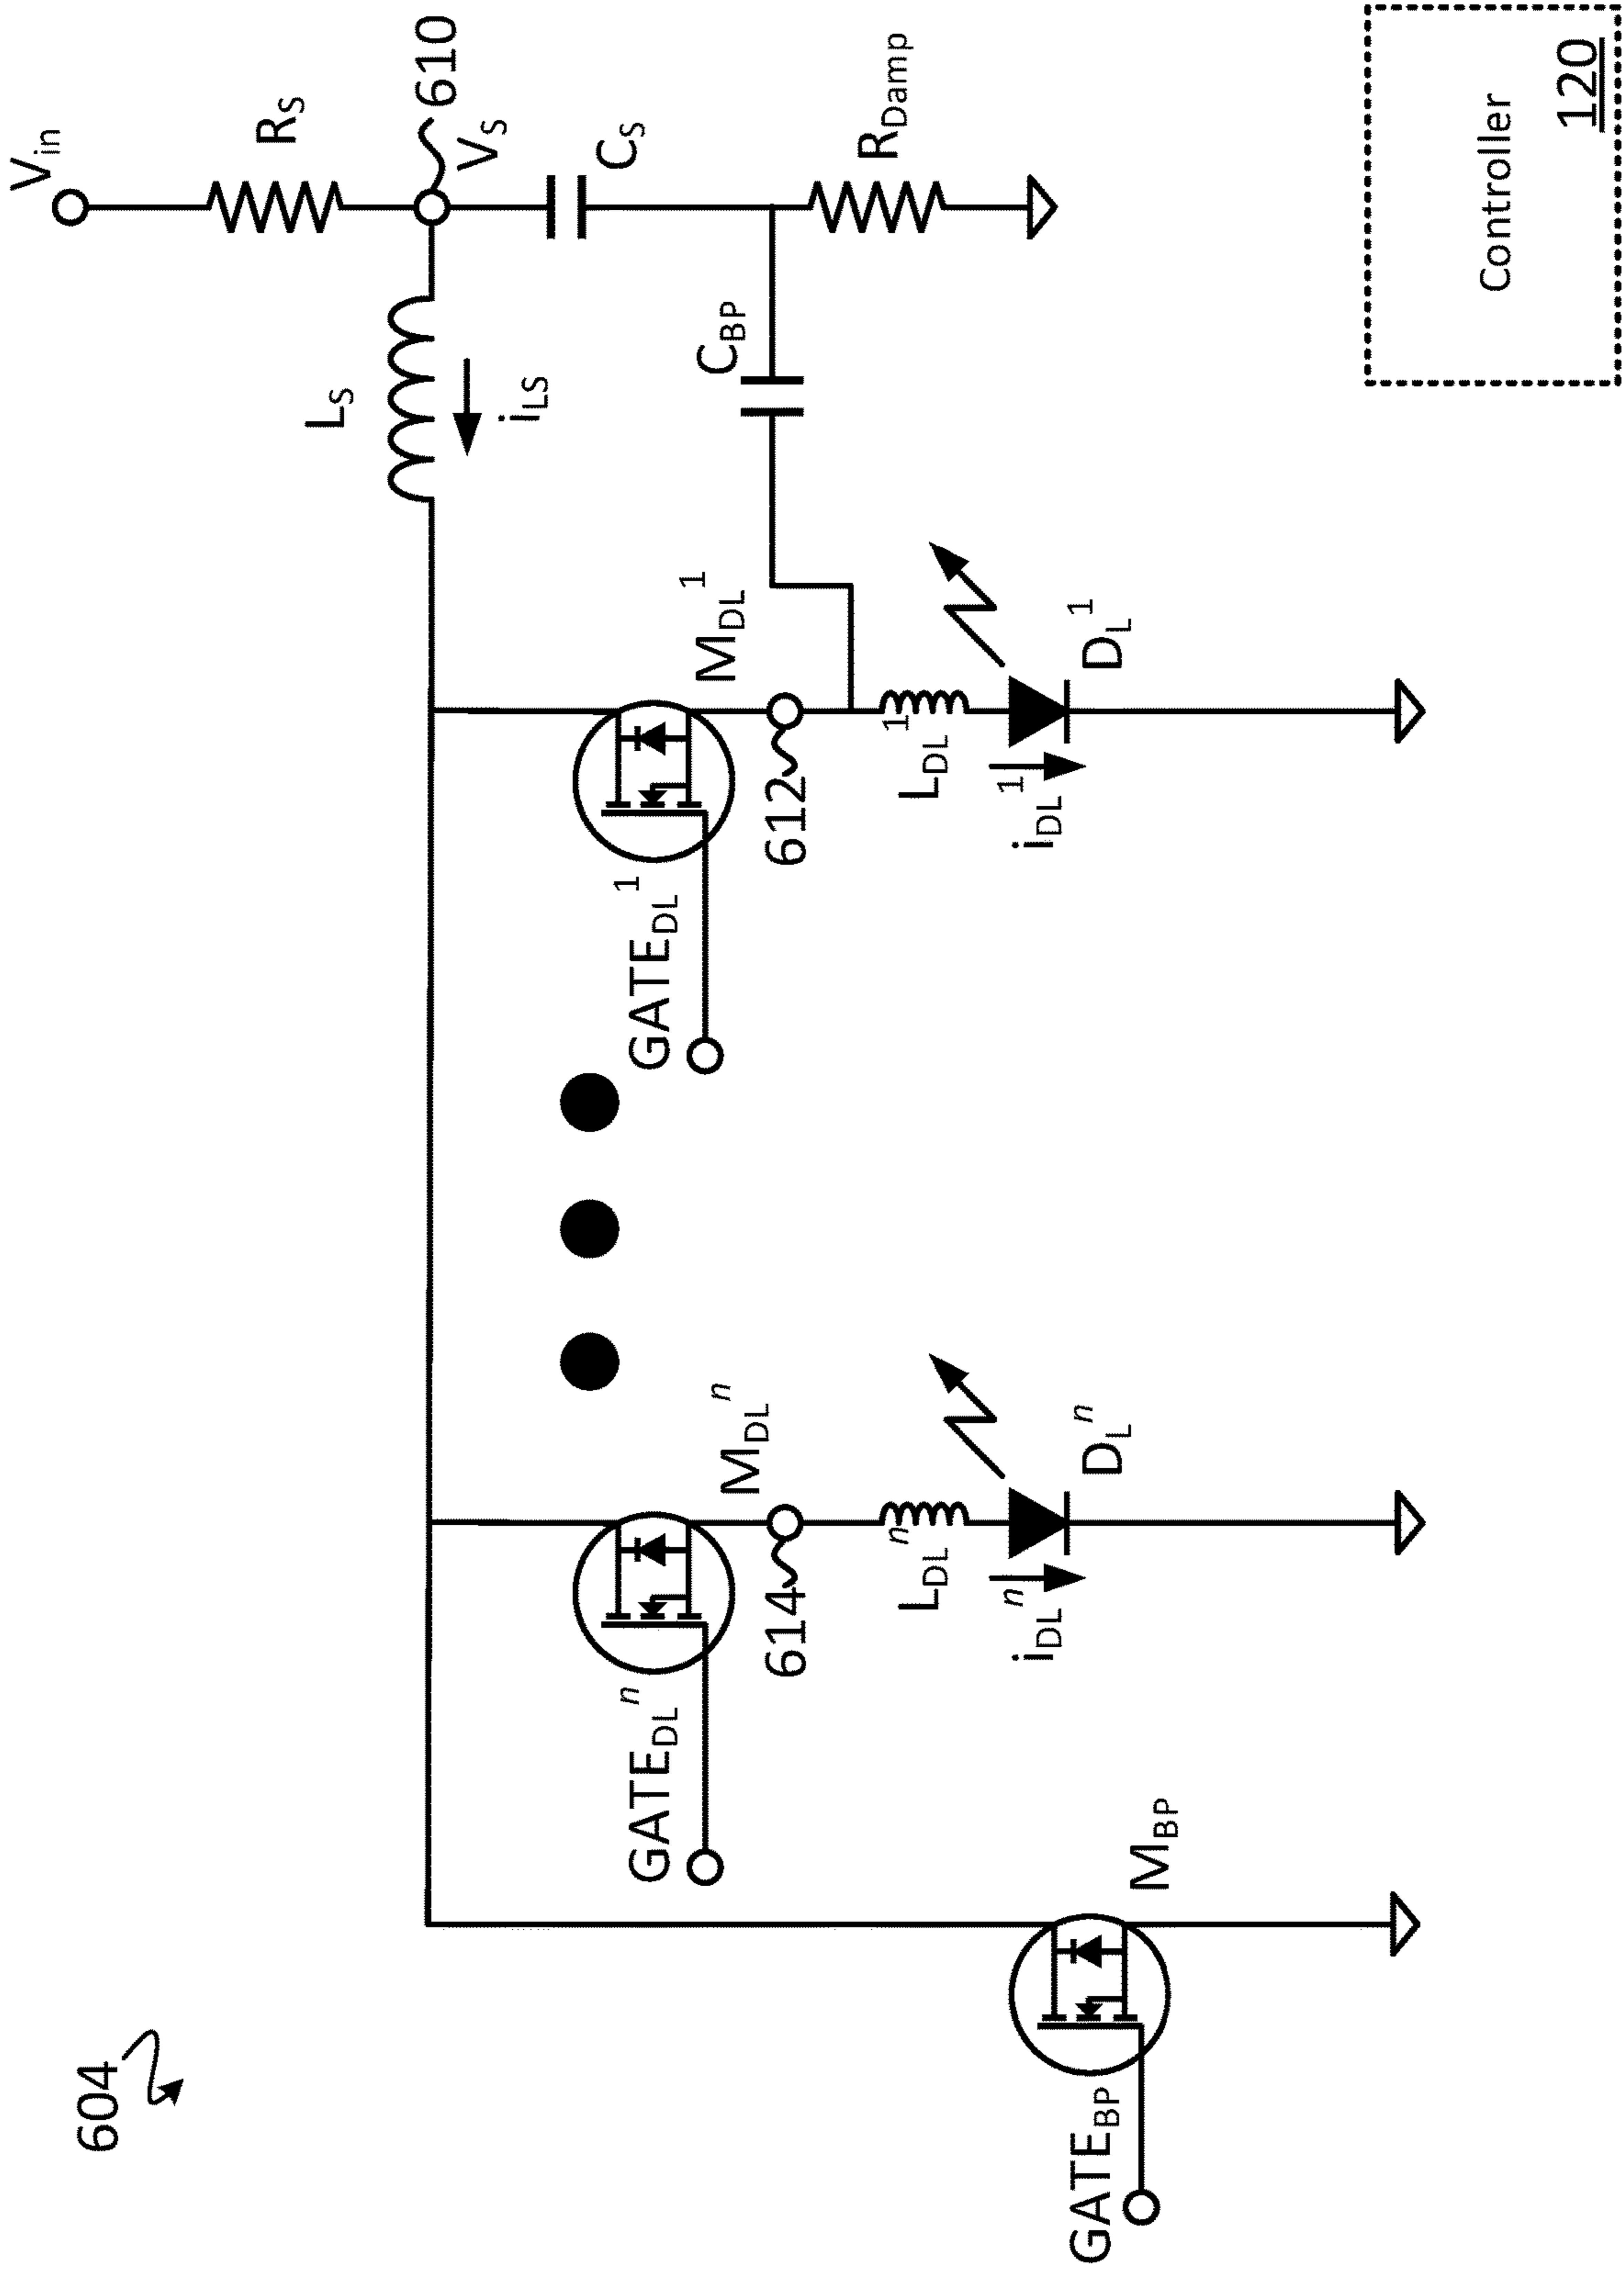 604
V_in
R_S
610
V_S
L_S
i_LS
C_S
C_BP
R_Damp
M_DL^1
GATE_DL^1
612
L_DL^1
i_DL^1
D_L^1
M_DL^n
GATE_DL^n
614
L_DL^n
i_DL^n
D_L^n
M_BP
GATE_BP
Controller
120